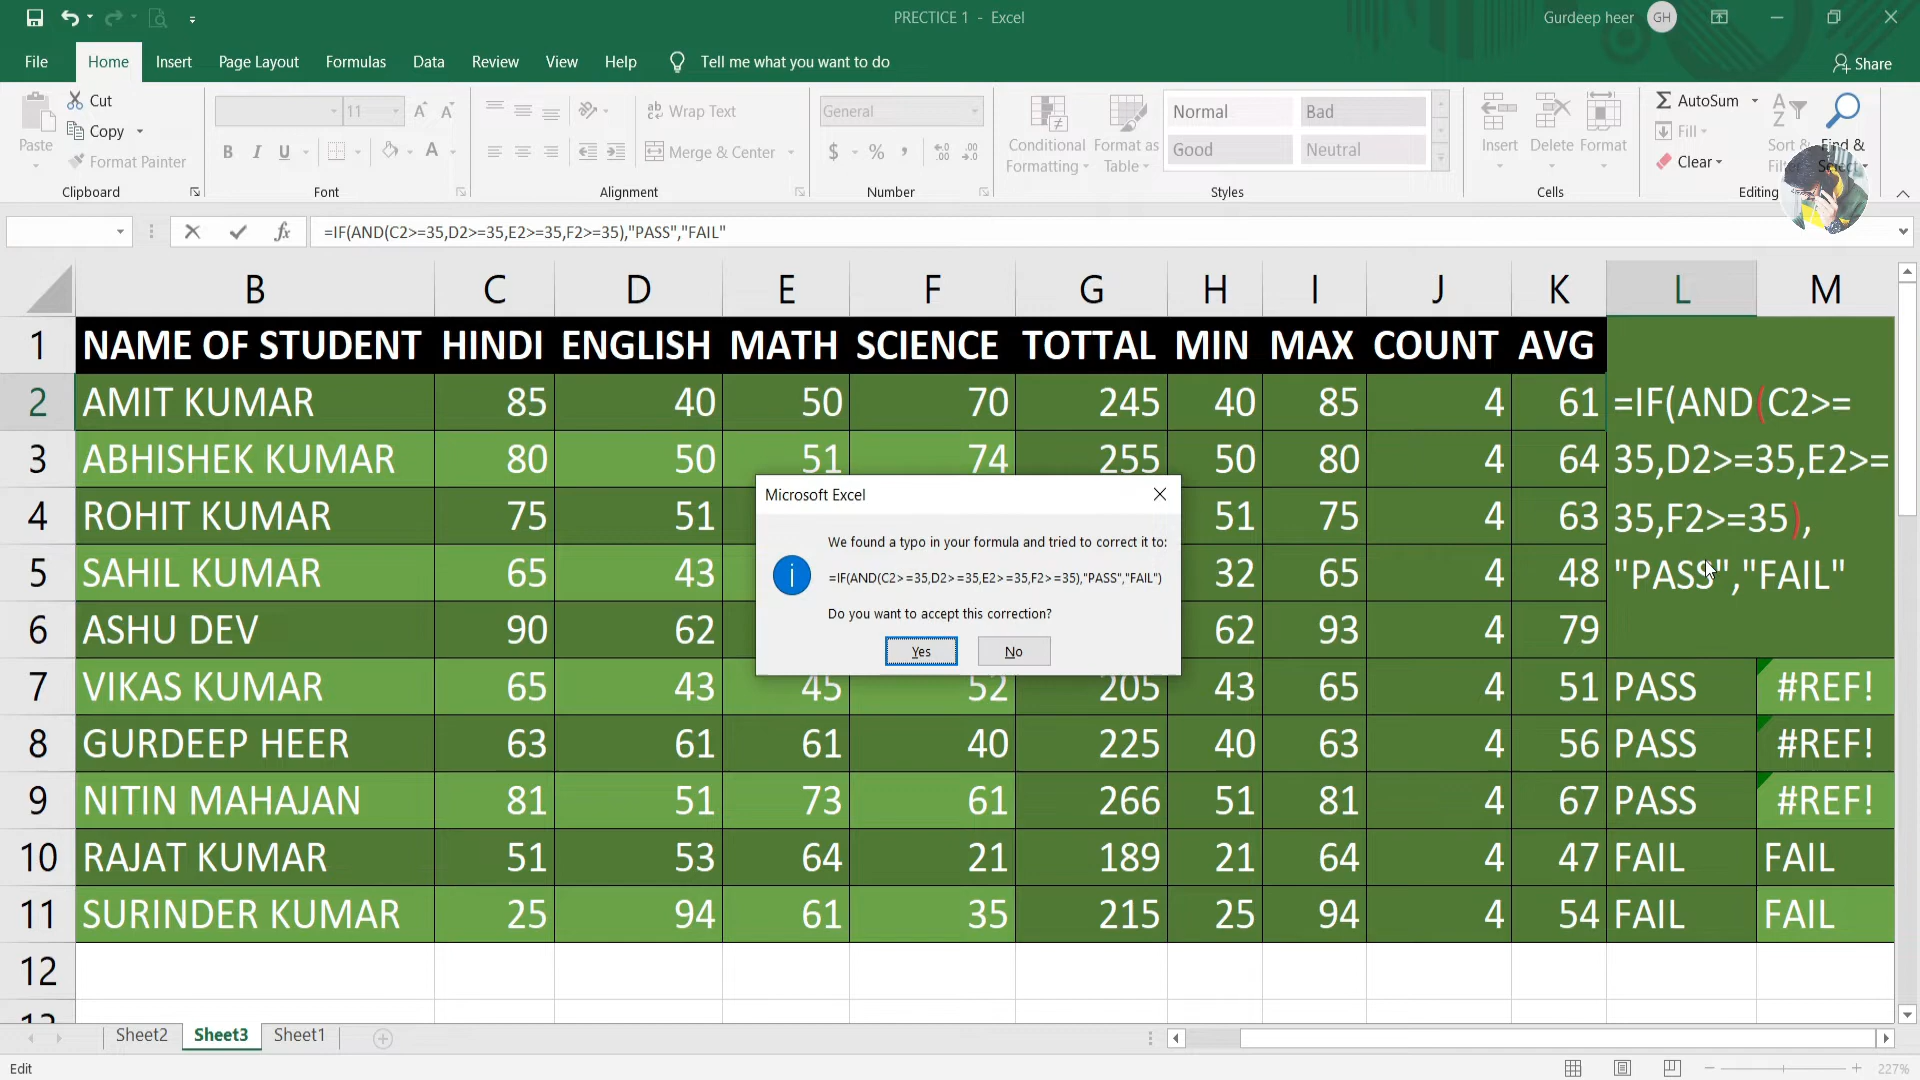 PRECTICE 1 - Excel
Gurdeep heer GH
File Home Insert Page Layout Formulas Data Review View Help Tell me what you want to do Share
Paste
Cut
Copy
Format Painter
Clipboard
11 A A
B I U A
Font
Wrap Text
Merge & Center
Alignment
General
$ % ,
Number
Conditional Formatting
Format as Table
Normal Bad
Good Neutral
Styles
Insert Delete Format
Cells
AutoSum
Fill
Clear
Sort &
Find &
Editing
=IF(AND(C2>=35,D2>=35,E2>=35,F2>=35),"PASS","FAIL"
B C D E F G H I J K L M
1 NAME OF STUDENT HINDI ENGLISH MATH SCIENCE TOTTAL MIN MAX COUNT AVG
2 AMIT KUMAR 85 40 50 70 245 40 85 4 61 =IF(AND(C2>=
3 ABHISHEK KUMAR 80 50 51 74 255 50 80 4 64 35,D2>=35,E2>=
4 ROHIT KUMAR 75 51 51 75 4 63 35,F2>=35),
5 SAHIL KUMAR 65 43 32 65 4 48 "PASS","FAIL"
6 ASHU DEV 90 62 62 93 4 79
7 VIKAS KUMAR 65 43 45 52 205 43 65 4 51 PASS #REF!
8 GURDEEP HEER 63 61 61 40 225 40 63 4 56 PASS #REF!
9 NITIN MAHAJAN 81 51 73 61 266 51 81 4 67 PASS #REF!
10 RAJAT KUMAR 51 53 64 21 189 21 64 4 47 FAIL FAIL
11 SURINDER KUMAR 25 94 61 35 215 25 94 4 54 FAIL FAIL
12
Microsoft Excel
We found a typo in your formula and tried to correct it to:
=IF(AND(C2>=35,D2>=35,E2>=35,F2>=35),"PASS","FAIL")
Do you want to accept this correction?
Yes No
Sheet2 Sheet3 Sheet1
Edit
227%